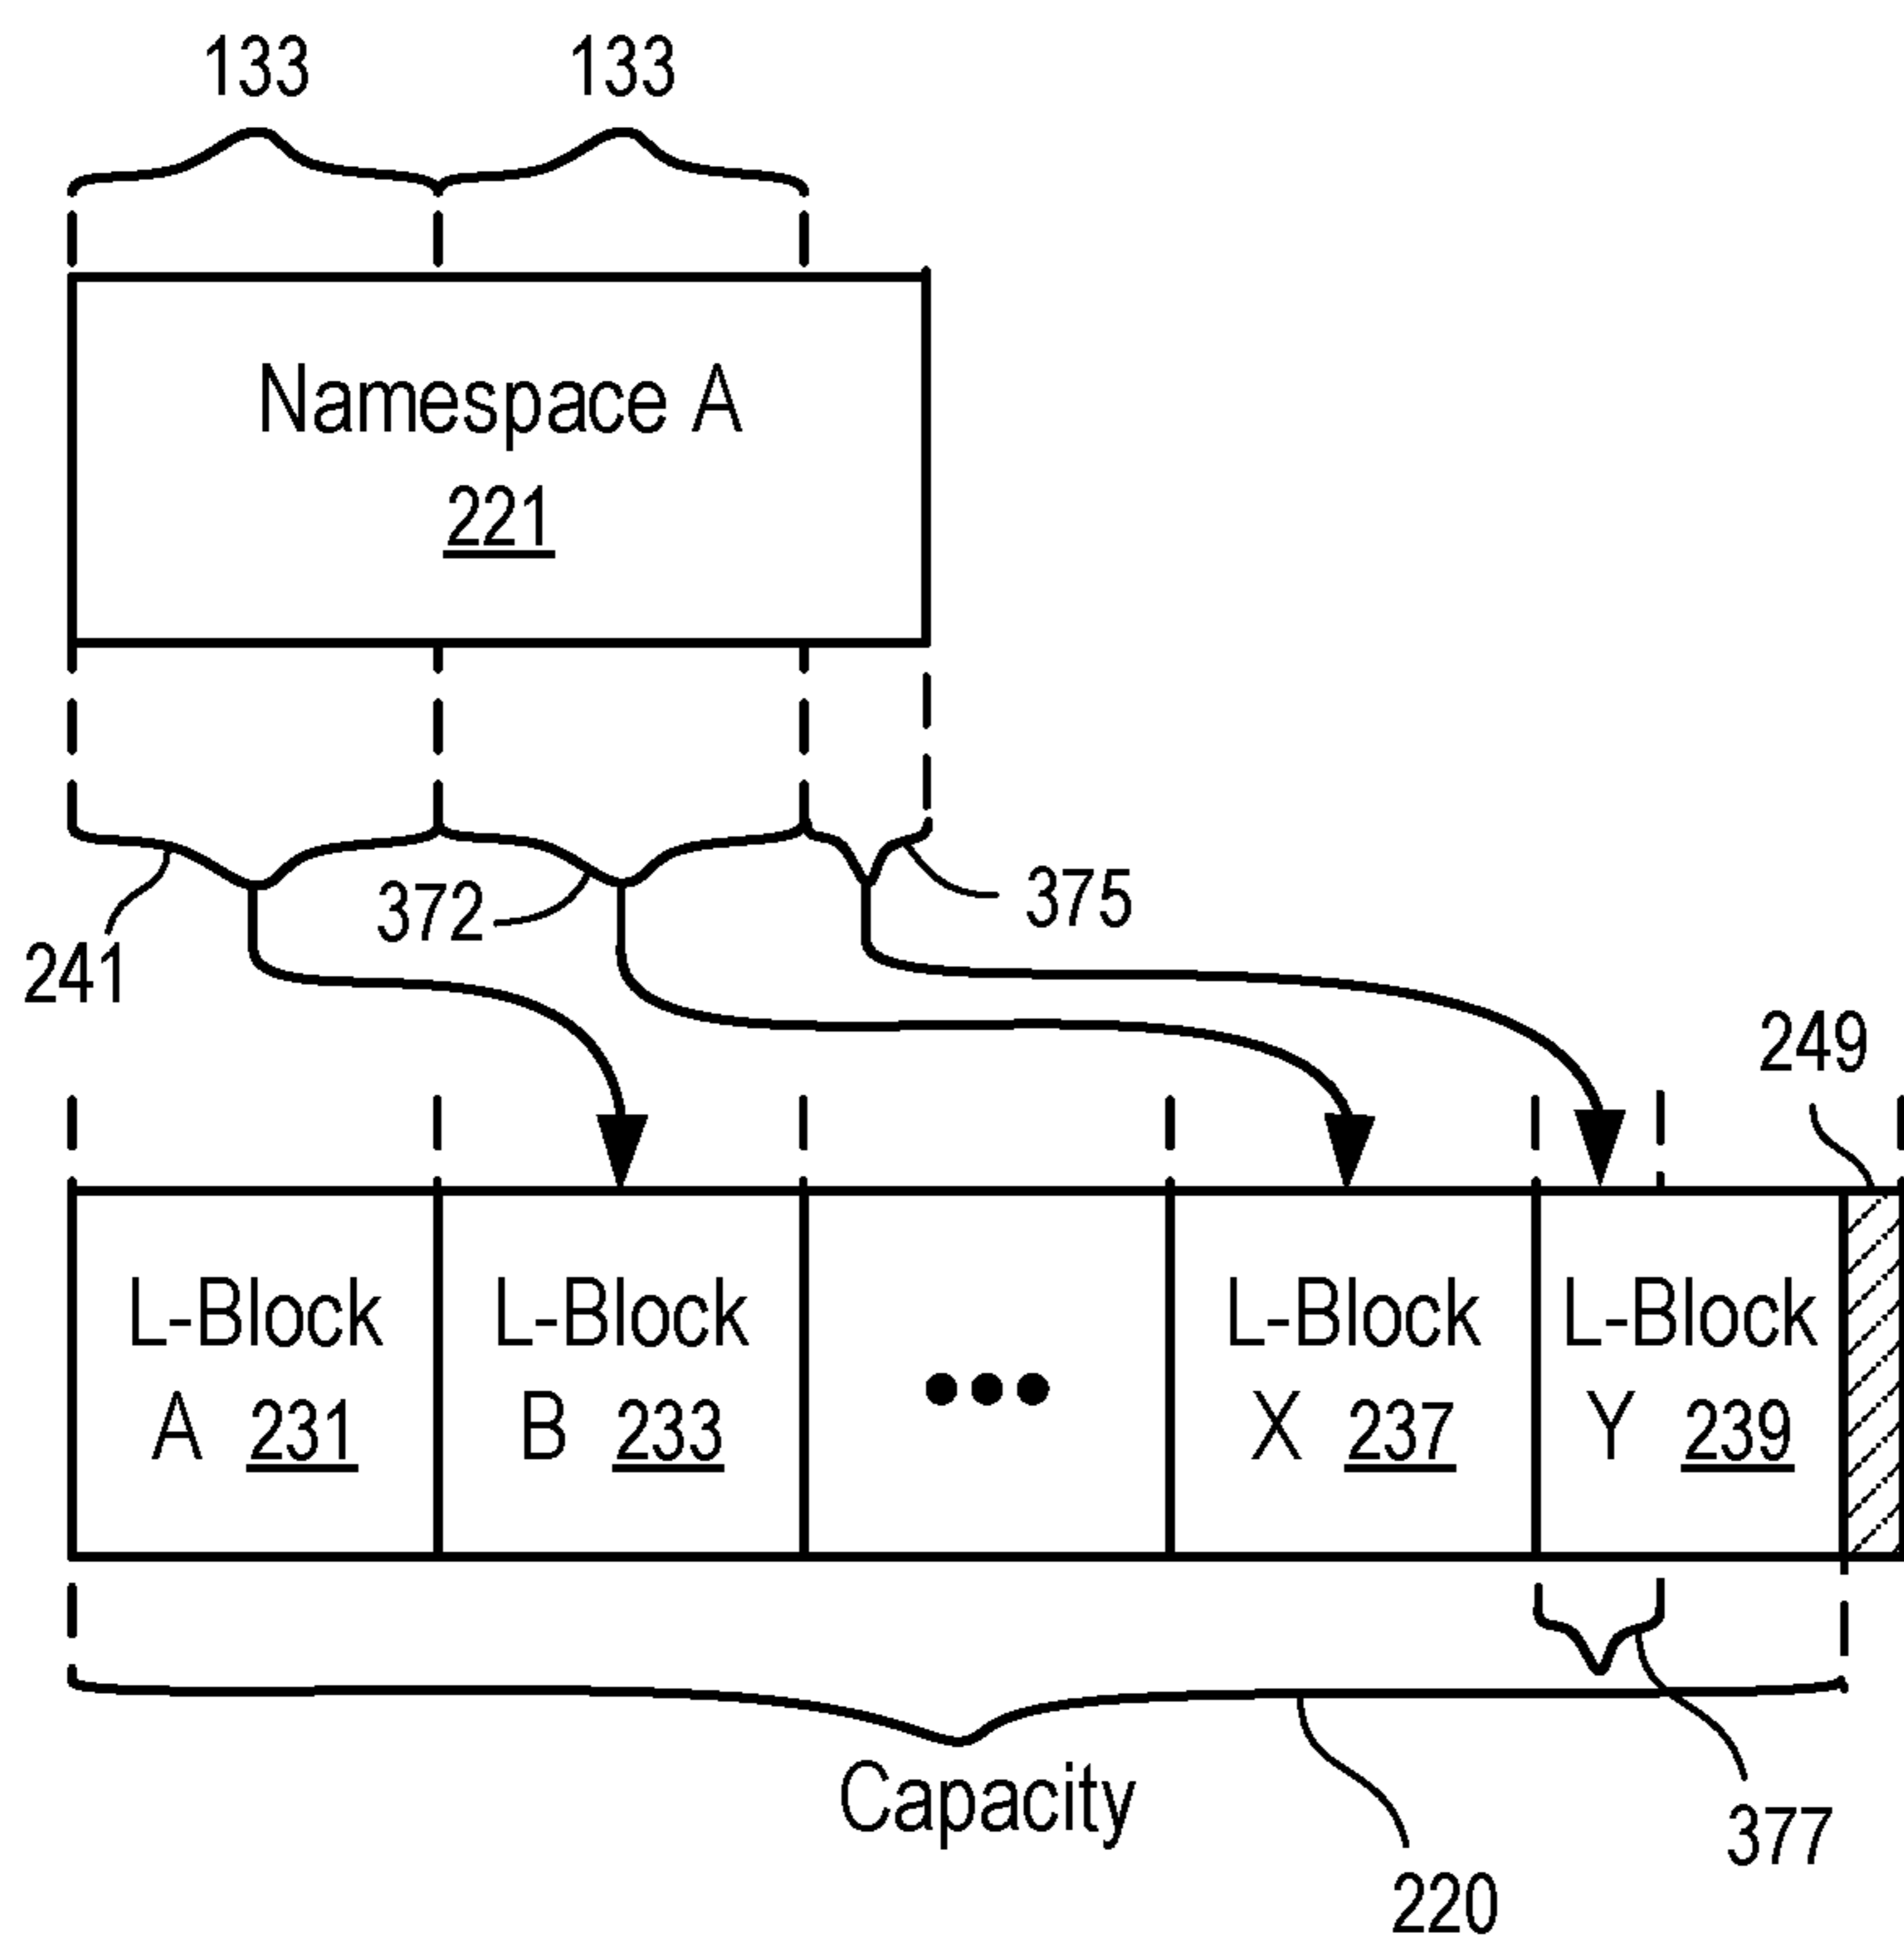 133 133
Namespace A
221
241 372 375
249
L-Block L-Block L-Block L-Block
A 231 B 233 ●●● X 237 Y 239
Capacity
377
220